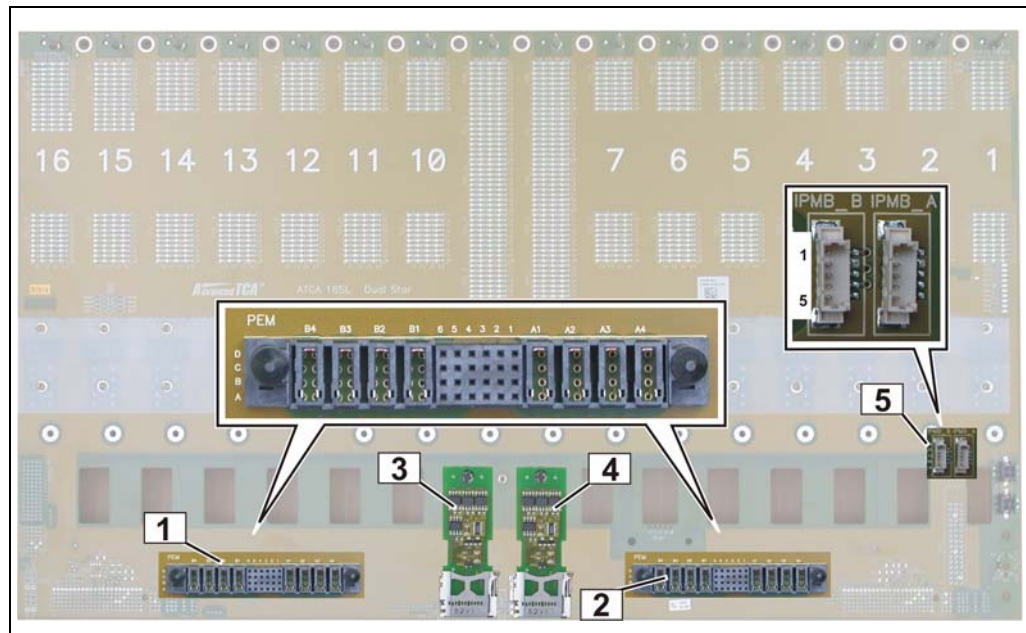 16 15 14 13 12 11 10 7 6 5 4 3 2 1
IPMB_B IPMB_A
1
5
AdvancedTCA® ATCA 16SL Dual Star
PEM
B4 B3 B2 B1 6 5 4 3 2 1 A1 A2 A3 A4
D
C
B
A
5
3
4
1
PEM
PEM
2